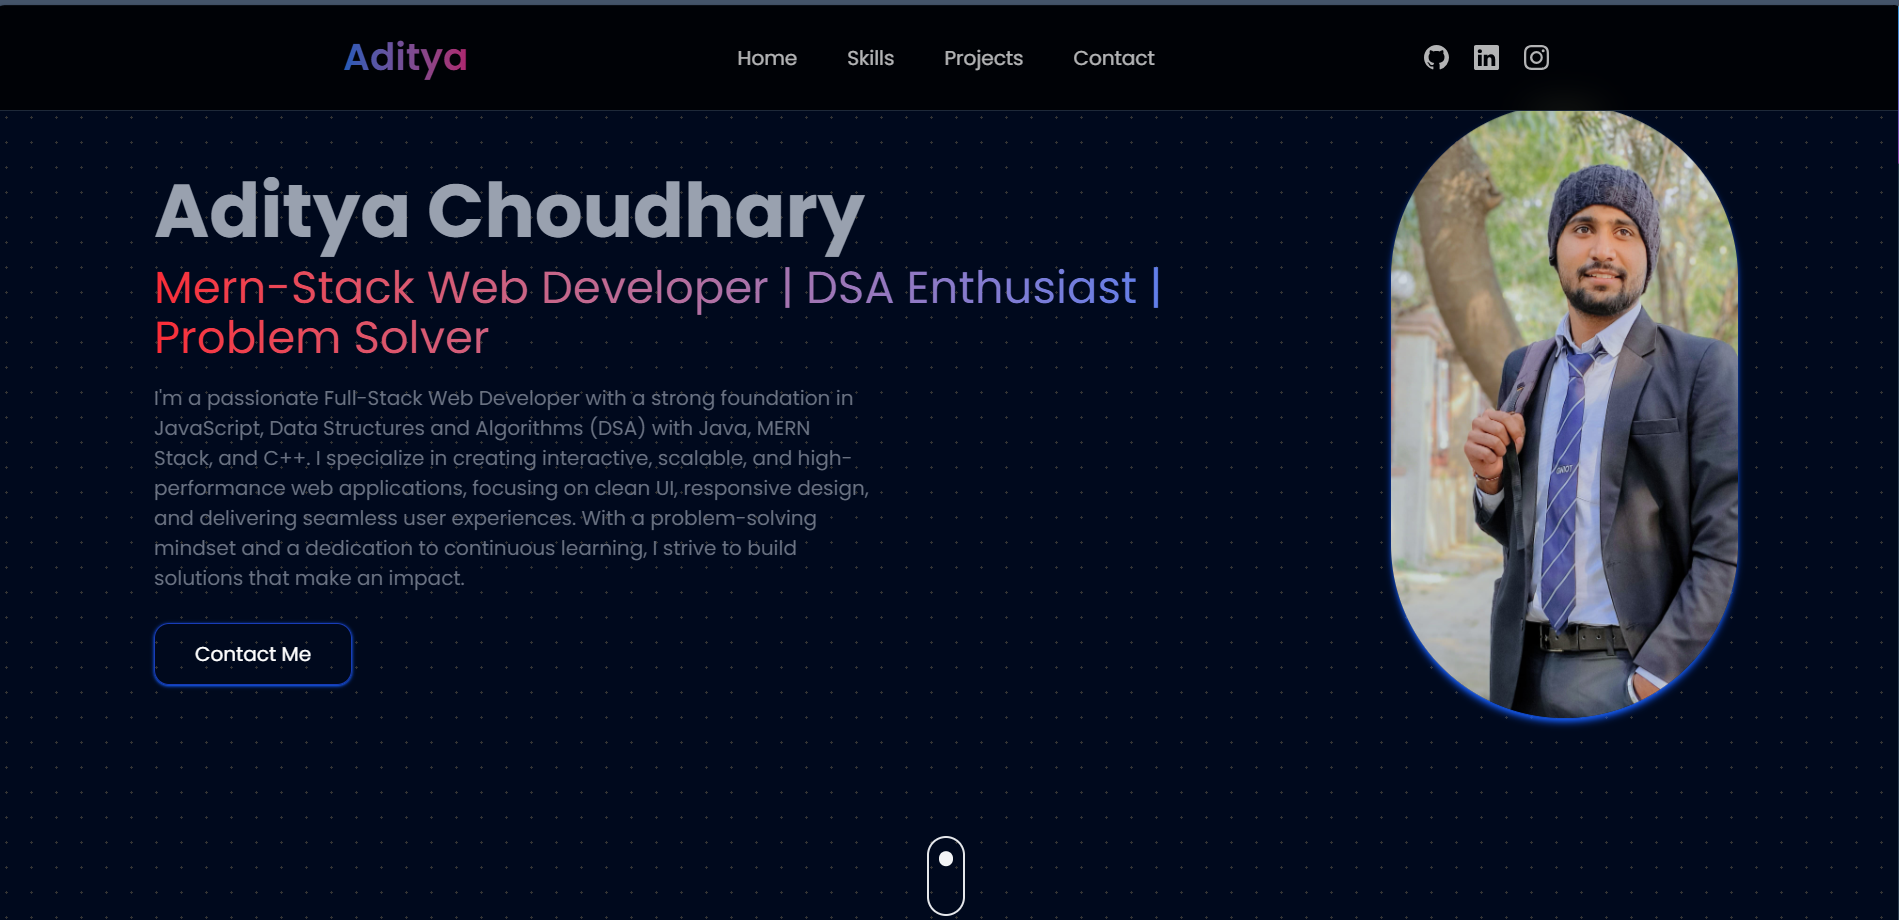 Aditya
Home Skills Projects Contact
Aditya Choudhary
Mern-Stack Web Developer | DSA Enthusiast |
Problem Solver
I'm a passionate Full-Stack Web Developer with a strong foundation in
JavaScript, Data Structures and Algorithms (DSA) with Java, MERN
Stack, and C++. I specialize in creating interactive, scalable, and high-
performance web applications, focusing on clean UI, responsive design,
and delivering seamless user experiences. With a problem-solving
mindset and a dedication to continuous learning, I strive to build
solutions that make an impact.
Contact Me